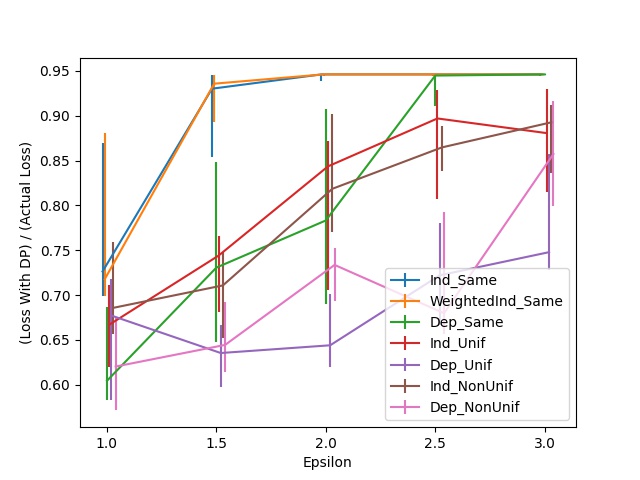 0.95
0.90
0.85
0.80
0.75
0.70
0.65
0.60
(Loss With DP) / (Actual Loss)
1.0 1.5 2.0 2.5 3.0
Epsilon
Ind_Same
WeightedInd_Same
Dep_Same
Ind_Unif
Dep_Unif
Ind_NonUnif
Dep_NonUnif